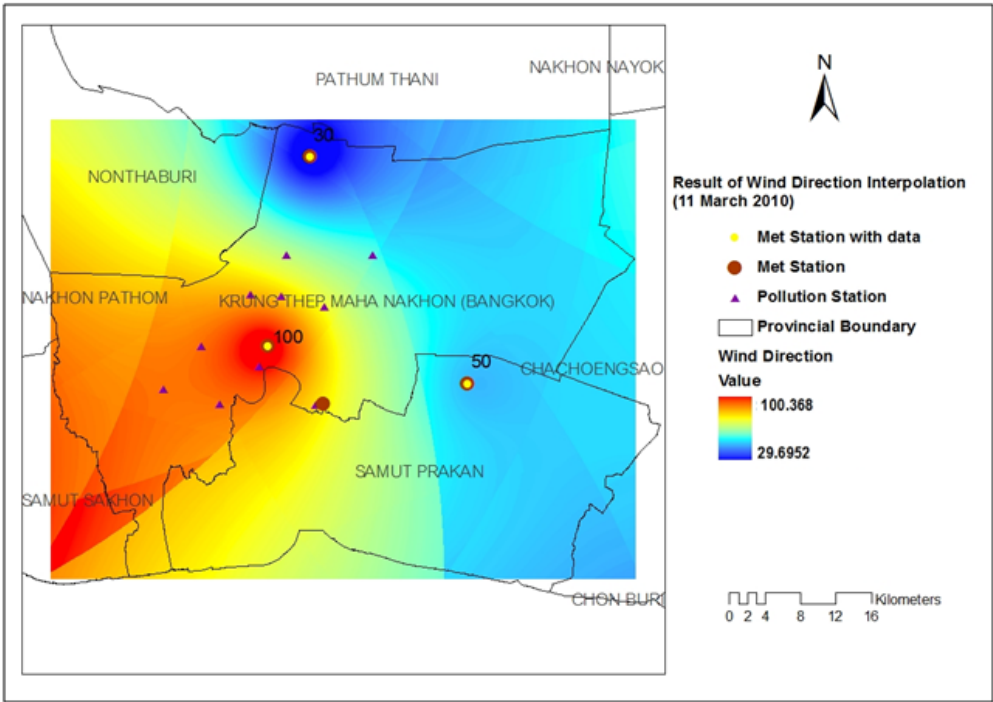 PATHUM THANI
NAKHON NAYOK
30
NONTHABURI
NAKHON PATHOM
KRUNG THEP MAHA NAKHON (BANGKOK)
100
50
CHACHOENGSAO
SAMUT PRAKAN
SAMUT SAKHON
CHON BURI
N
Result of Wind Direction Interpolation
(11 March 2010)
Met Station with data
Met Station
Pollution Station
Provincial Boundary
Wind Direction
Value
100.368
29.6952
Kilometers
0 2 4 8 12 16